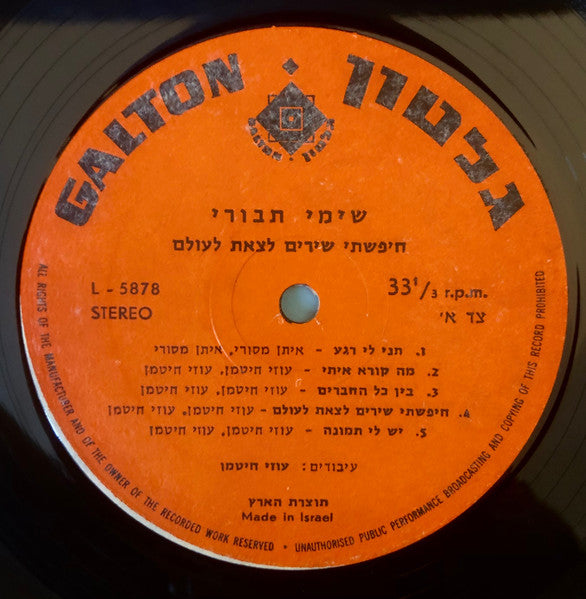 GALTON • גלטון
GALTON • גלטון
שימי תבורי
חיפשתי שירים לצאת לעולם
L - 5878
33¹/3 r.p.m.
STEREO
צד א'
1. תני לי רגע - איתן מסורי, איתן מסורי
2. מה קורא איתי - עוזי חיטמן, עוזי חיטמן
3. בין כל החברים - עוזי חיטמן, עוזי חיטמן
4. חיפשתי שירים לצאת לעולם - עוזי חיטמן, עוזי חיטמן
5. יש לי תמונה - עוזי חיטמן, עוזי חיטמן
עיבודים: עוזי חיטמן
תוצרת הארץ
Made in Israel
ALL RIGHTS OF THE MANUFACTURER AND OF THE OWNER OF THE RECORDED WORK RESERVED • UNAUTHORISED PUBLIC PERFORMANCE BROADCASTING AND COPYING OF THIS RECORD PROHIBITED